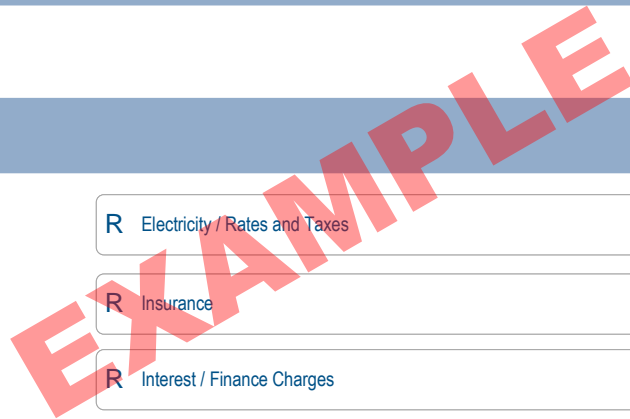 R Electricity / Rates and Taxes
R Insurance
R Interest / Finance Charges
EXAMPLE